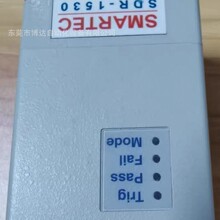 Trig
Pass
Fail
Mode
SMARTEC
SDR-1530